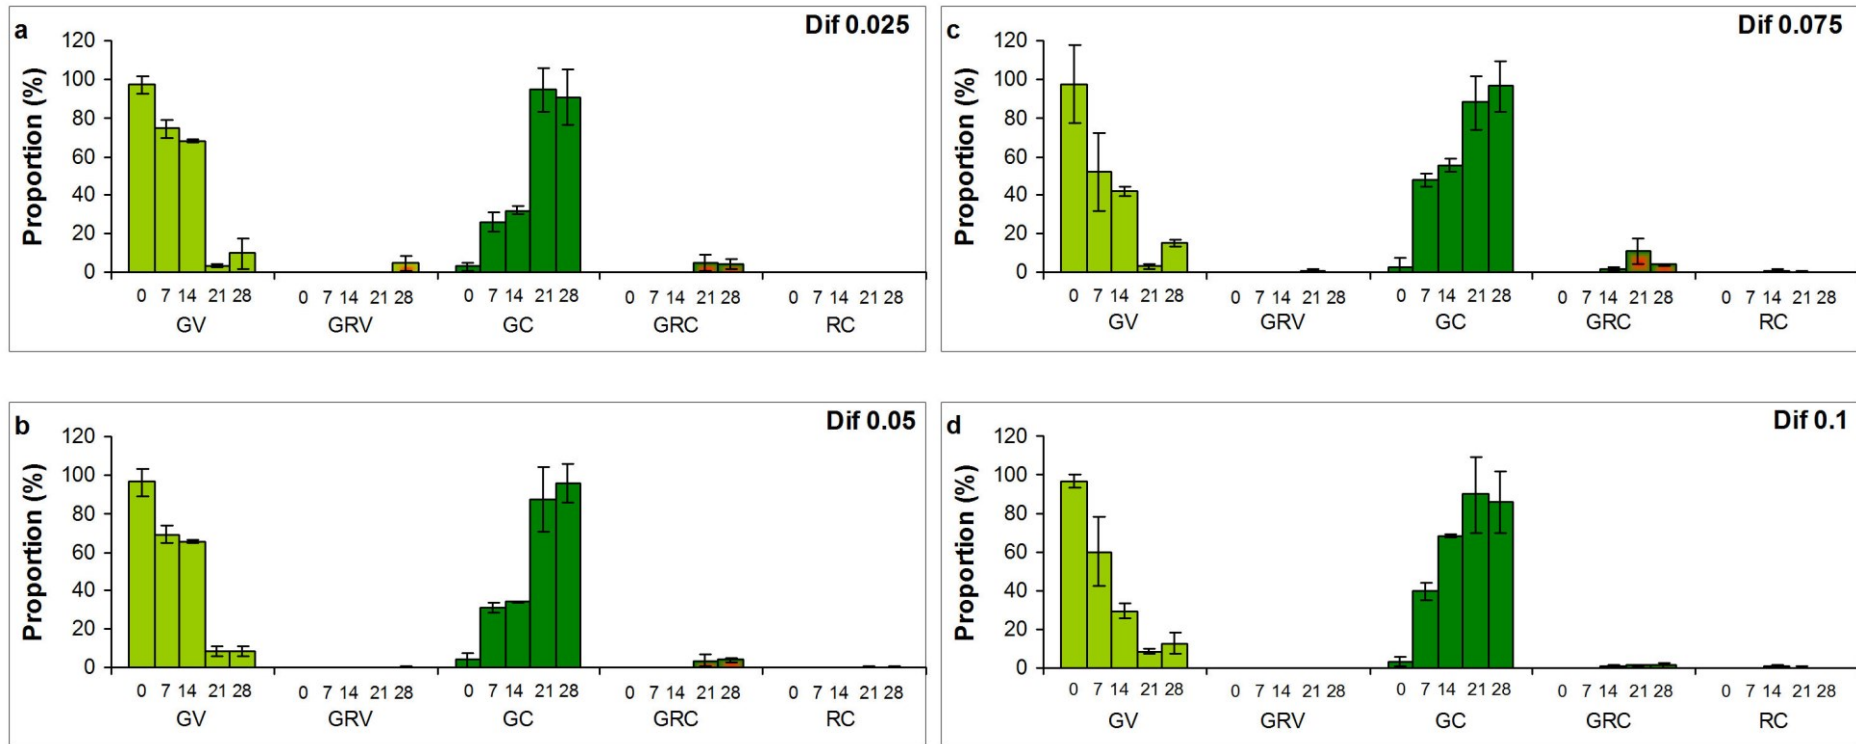 a
Dif 0.025
Proportion (%)
120
100
80
60
40
20
0
0 7 14 21 28 0 7 14 21 28 0 7 14 21 28 0 7 14 21 28 0 7 14 21 28
GV GRV GC GRC RC
c
Dif 0.075
Proportion (%)
120
100
80
60
40
20
0
0 7 14 21 28 0 7 14 21 28 0 7 14 21 28 0 7 14 21 28 0 7 14 21 28
GV GRV GC GRC RC
b
Dif 0.05
Proportion (%)
120
100
80
60
40
20
0
0 7 14 21 28 0 7 14 21 28 0 7 14 21 28 0 7 14 21 28 0 7 14 21 28
GV GRV GC GRC RC
d
Dif 0.1
Proportion (%)
120
100
80
60
40
20
0
0 7 14 21 28 0 7 14 21 28 0 7 14 21 28 0 7 14 21 28 0 7 14 21 28
GV GRV GC GRC RC